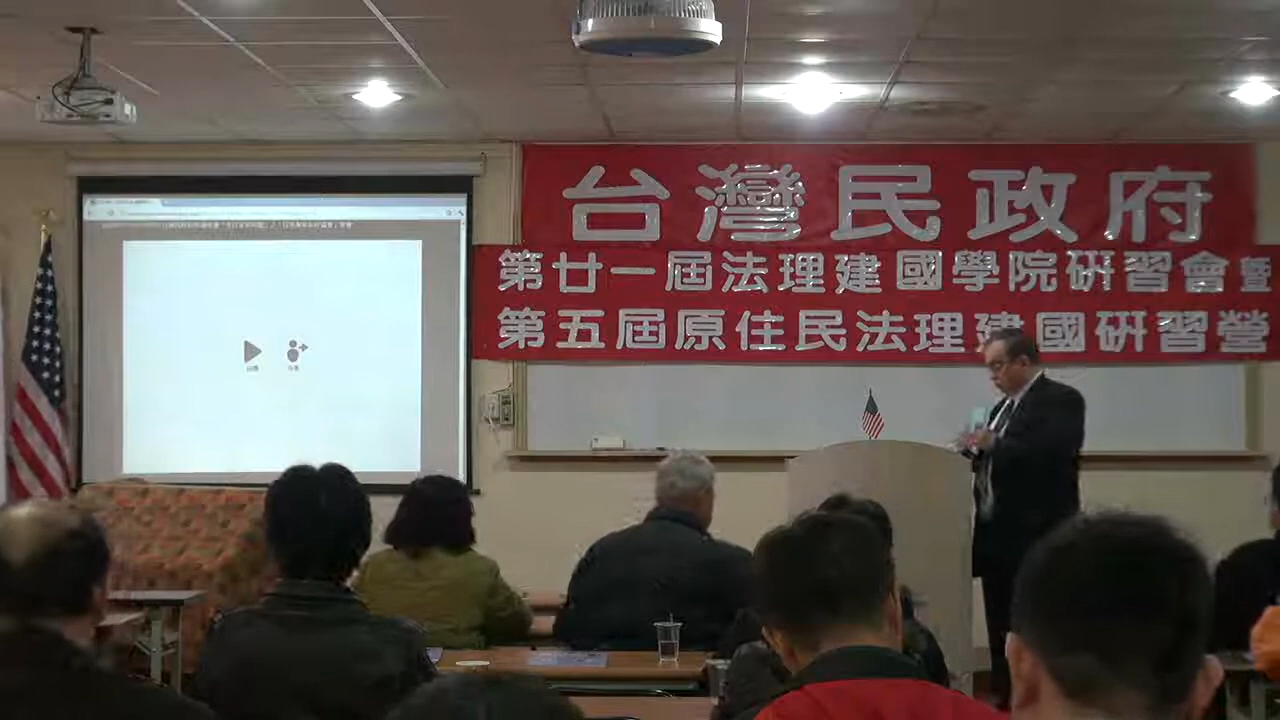 台灣民政府
第廿一屆法理建國學院研習會暨
第五屆原住民法理建國研習營